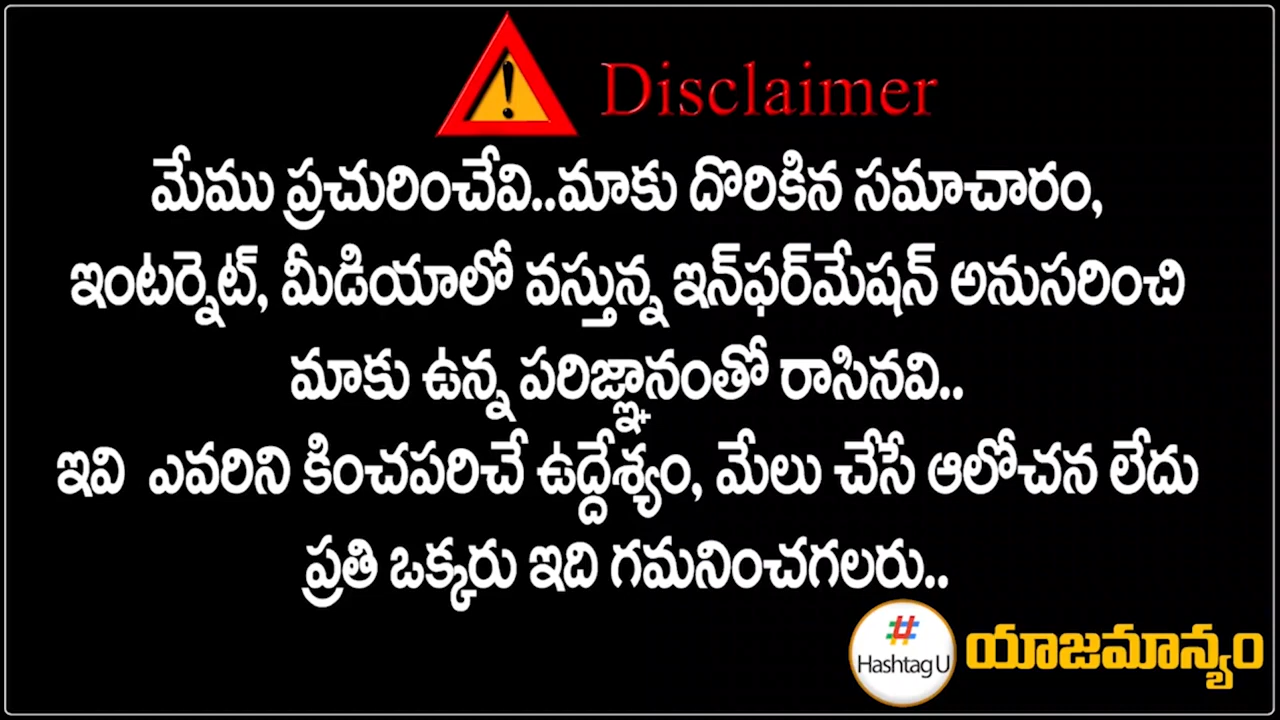 Disclaimer
మేము ప్రచురించేవి..మాకు దొరికిన సమాచారం,
ఇంటర్నెట్, మీడియాలో వస్తున్న ఇన్‌ఫర్‌మేషన్ అనుసరించి
మాకు ఉన్న పరిజ్ఞానంతో రాసినవి..
ఇవి ఎవరిని కించపరిచే ఉద్దేశ్యం, మేలు చేసే ఆలోచన లేదు
ప్రతి ఒక్కరు ఇది గమనించగలరు..
# HashtagU యాజమాన్యం